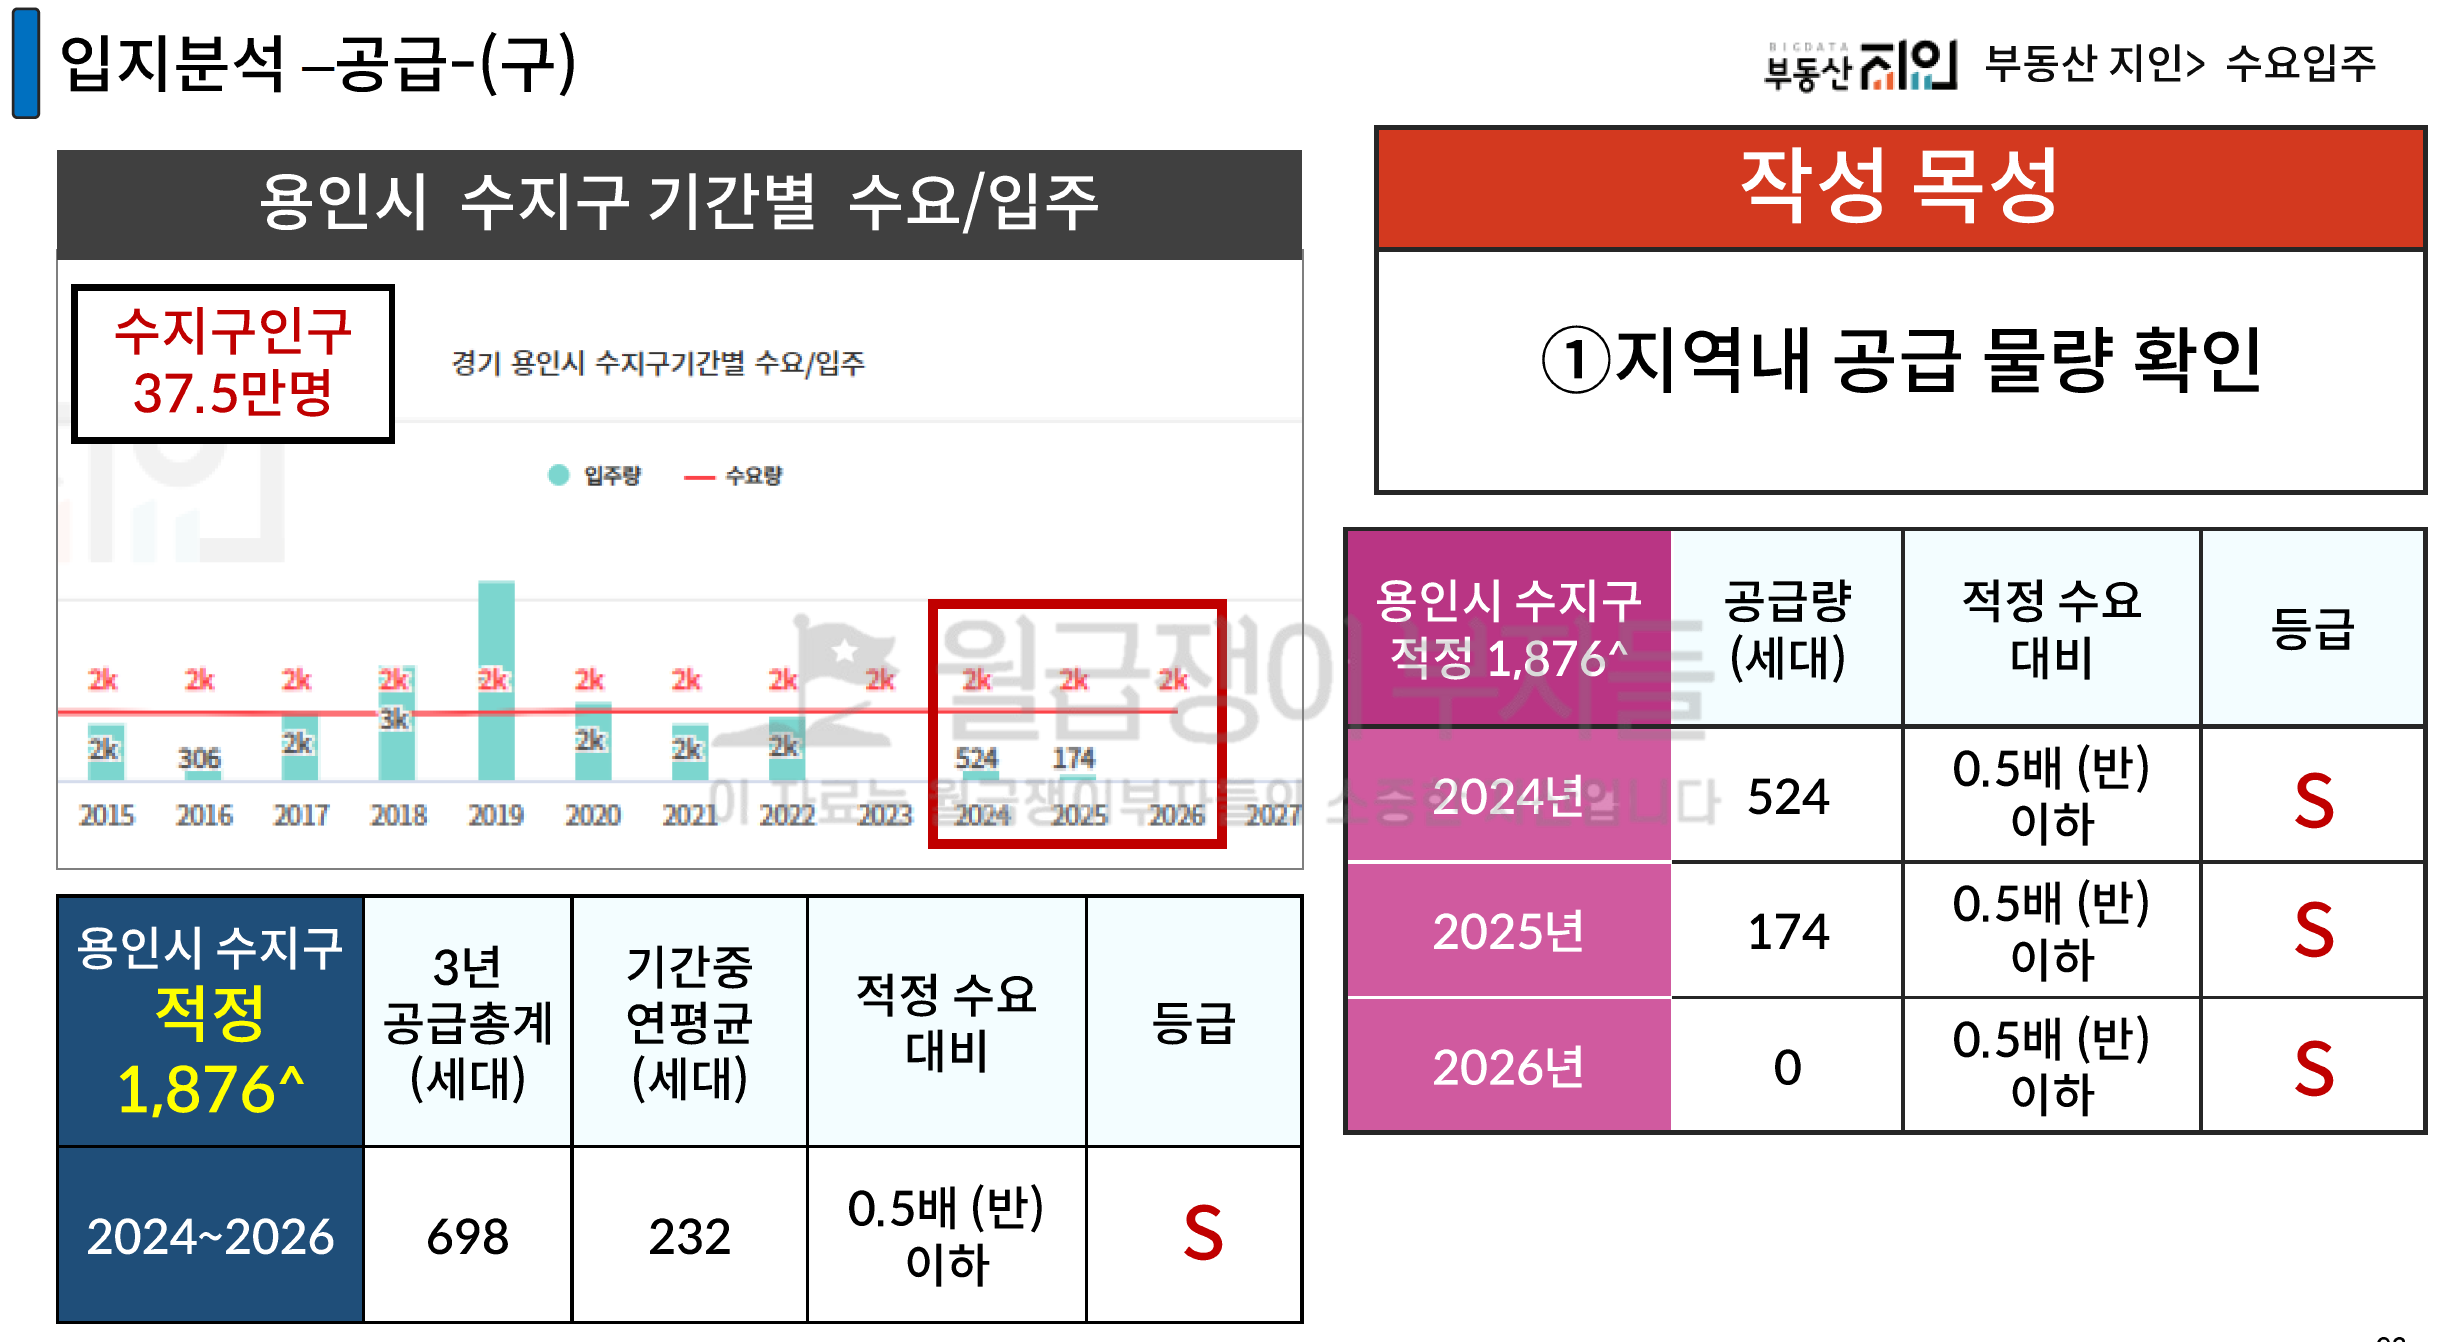 입지분석 –공급-(구)
BIGDATA
부동산 지인
부동산 지인> 수요입주
용인시 수지구 기간별 수요/입주
수지구인구
37.5만명
경기 용인시 수지구기간별 수요/입주
입주량 수요량
2k 2k 2k 2k 2k 2k 2k 2k 2k 2k 2k 2k
2k 306 2k 3k 2k 2k 2k 524 174
2015 2016 2017 2018 2019 2020 2021 2022 2023 2024 2025 2026 2027
작성 목성
①지역내 공급 물량 확인
용인시 수지구
적정 1,876^
공급량
(세대)
적정 수요
대비
등급
2024년 524 0.5배 (반)
이하
S
2025년 174 0.5배 (반)
이하
S
2026년 0 0.5배 (반)
이하
S
용인시 수지구
적정
1,876^
3년
공급총계
(세대)
기간중
연평균
(세대)
적정 수요
대비
등급
2024~2026 698 232 0.5배 (반)
이하
S
월급쟁이부자들
이 자료는 월급쟁이부자들의 소중한 자산입니다